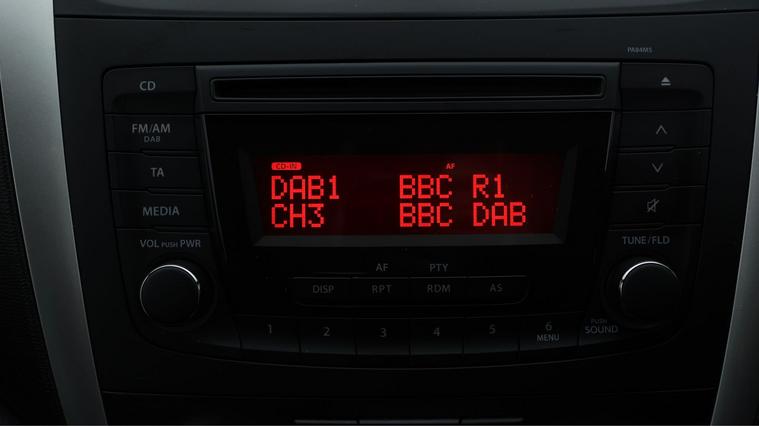 PA84MS
CD
FM/AM
DAB
TA
MEDIA
VOL PUSH PWR
CD-IN AF
DAB1 BBC R1
CH3 BBC DAB
TUNE/FLD
AF PTY
DISP RPT RDM AS
1 2 3 4 5 6
MENU
PUSH
SOUND